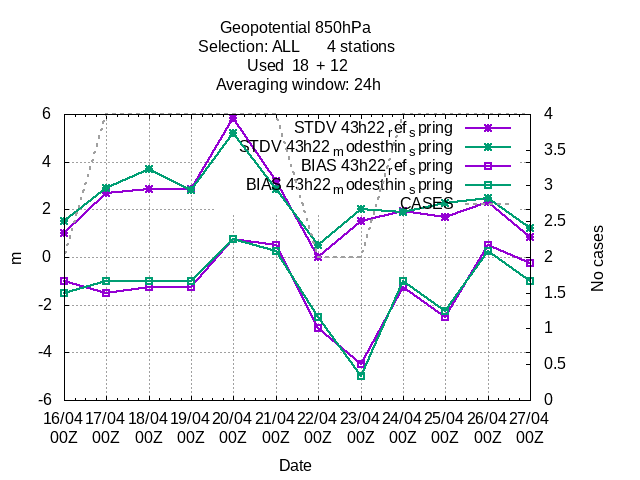 Geopotential 850hPa
Selection: ALL 4 stations
Used 18 + 12
Averaging window: 24h
STDV 43h22_ref_spring
STDV 43h22_modesthin_spring
BIAS 43h22_ref_spring
BIAS 43h22_modesthin_spring
CASES
6
4
2
0
-2
-4
-6
m
4
3.5
3
2.5
2
1.5
1
0.5
0
No cases
16/04 17/04 18/04 19/04 20/04 21/04 22/04 23/04 24/04 25/04 26/04 27/04
00Z 00Z 00Z 00Z 00Z 00Z 00Z 00Z 00Z 00Z 00Z 00Z
Date